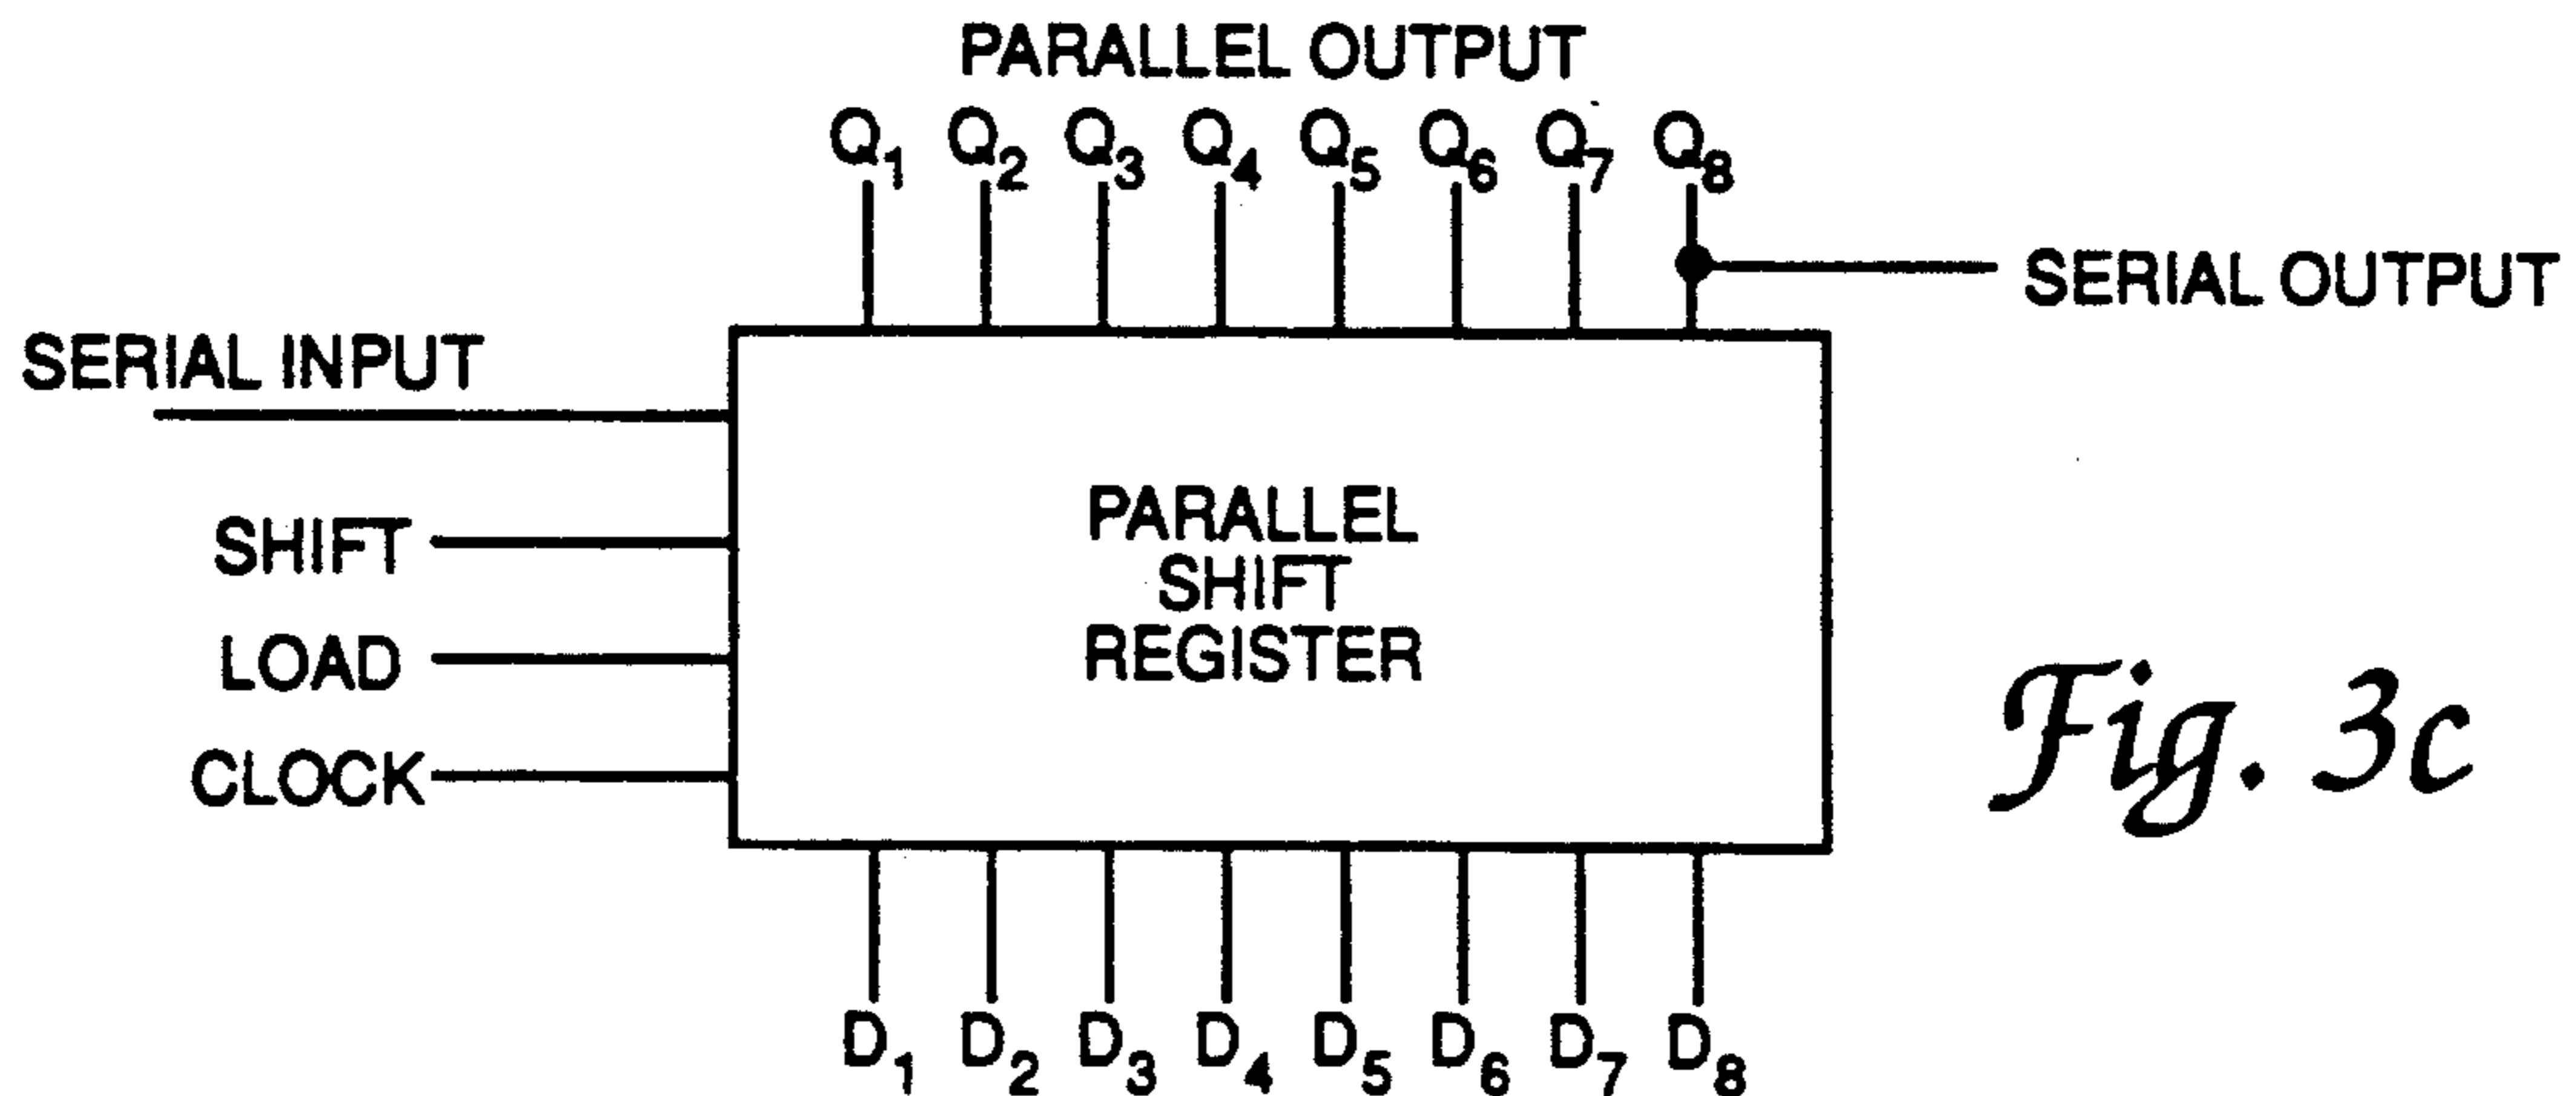 PARALLEL OUTPUT
Q1 Q2 Q3 Q4 Q5 Q6 Q7 Q8
SERIAL OUTPUT
SERIAL INPUT
SHIFT
LOAD
CLOCK
PARALLEL
SHIFT
REGISTER
D1 D2 D3 D4 D5 D6 D7 D8
Fig. 3c